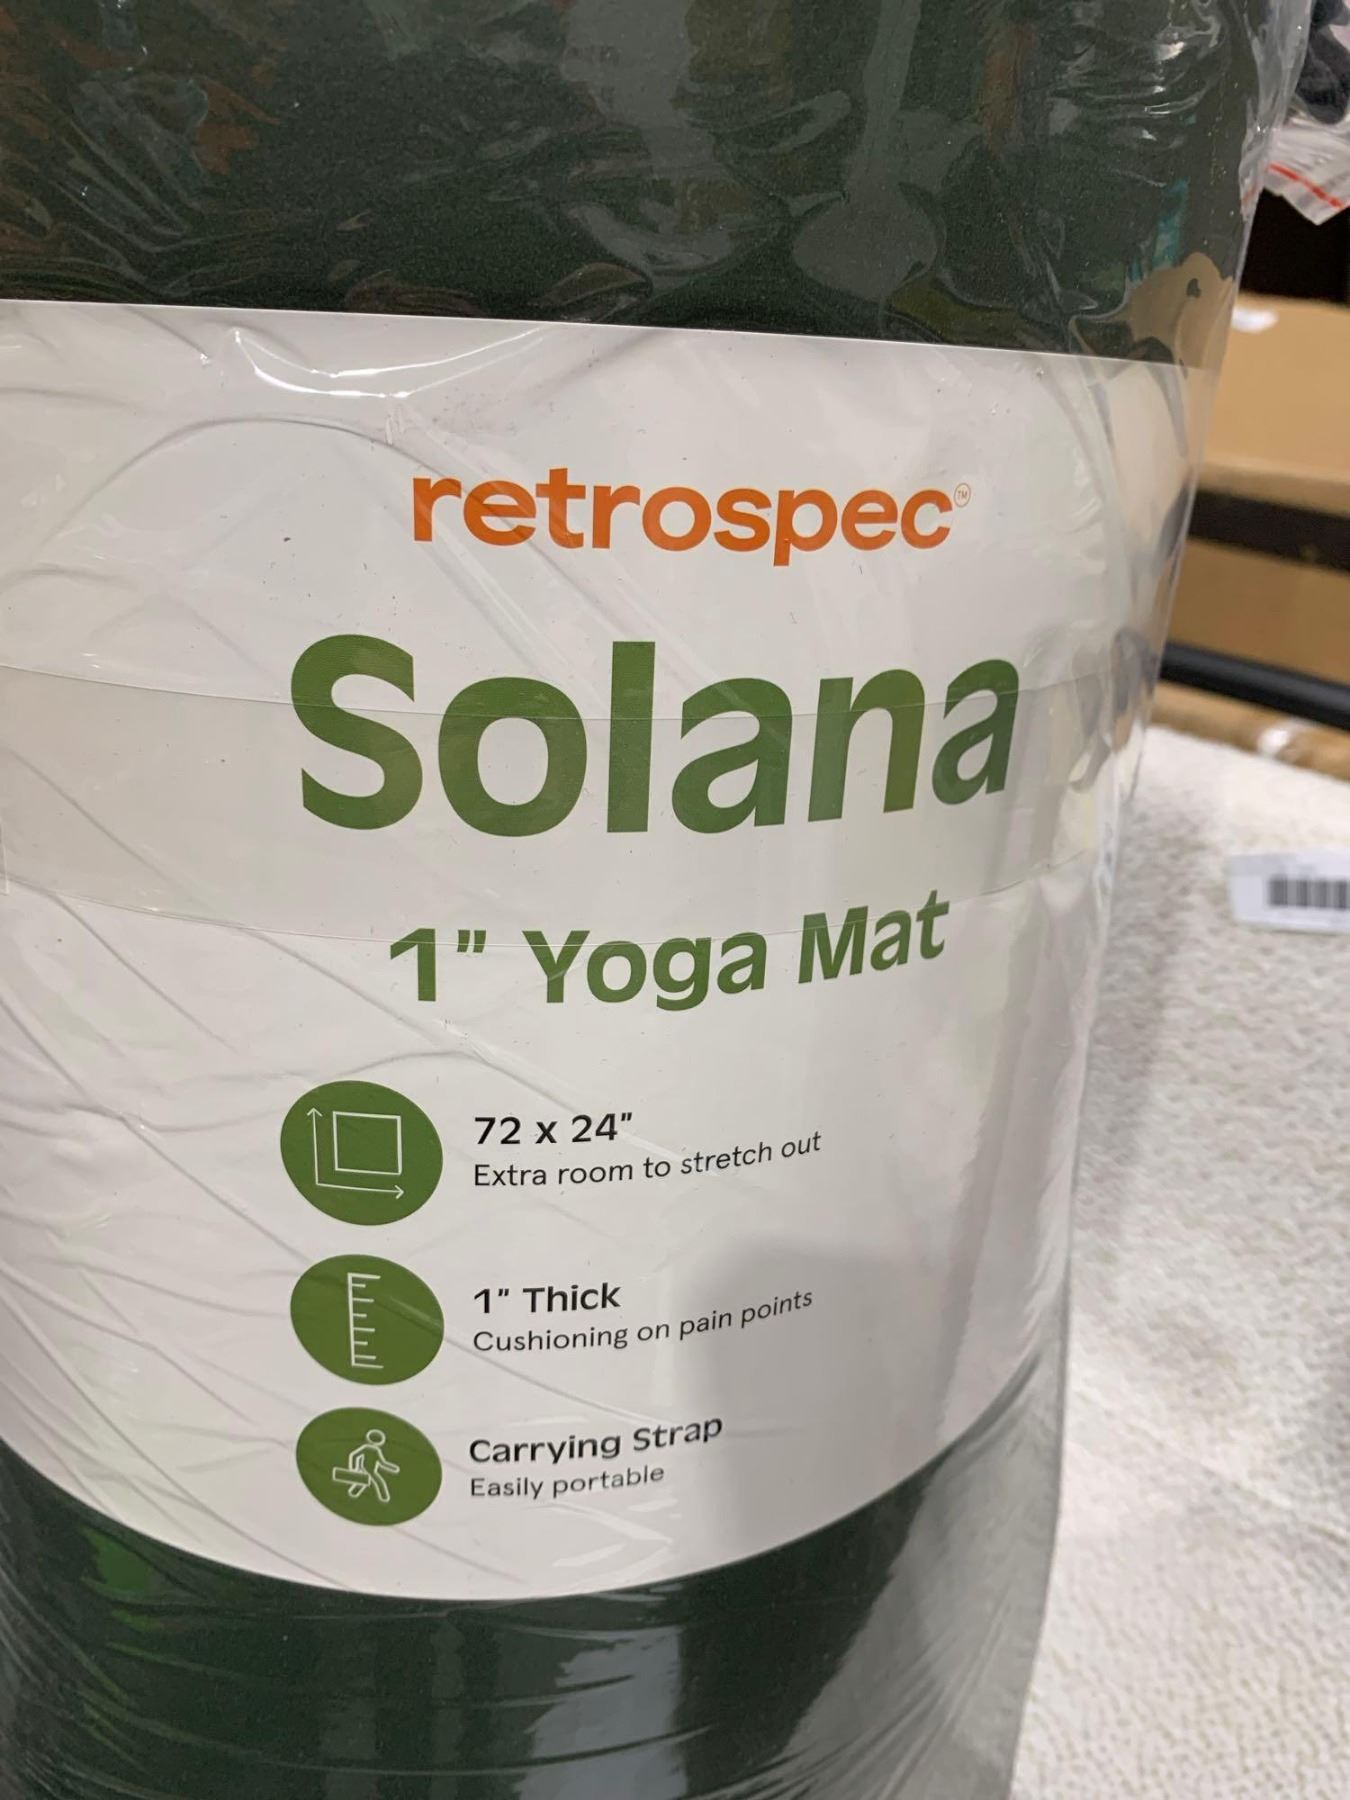 retrospec™
Solana
1" Yoga Mat
72 x 24"
Extra room to stretch out
1" Thick
Cushioning on pain points
Carrying Strap
Easily portable